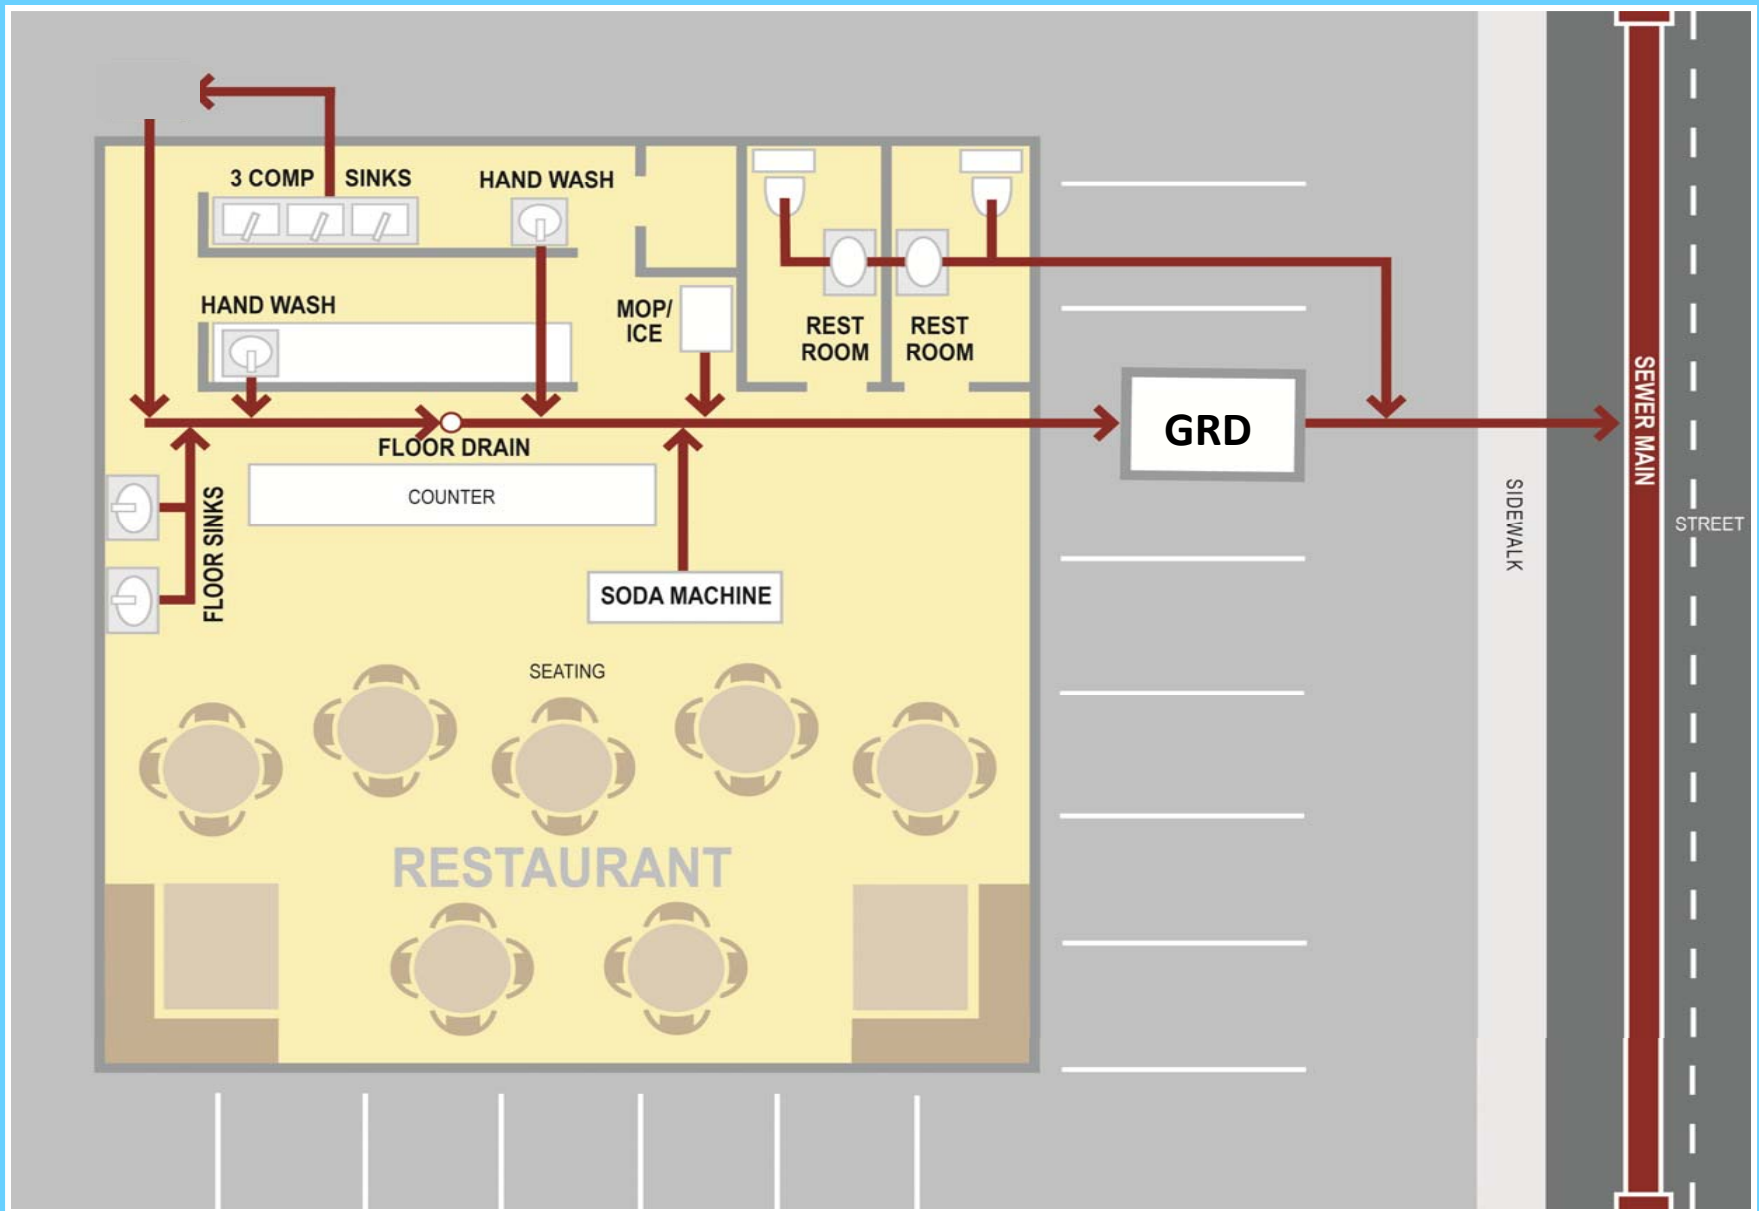 3 COMP SINKS
HAND WASH
HAND WASH
MOP/
ICE
REST
ROOM
REST
ROOM
FLOOR DRAIN
COUNTER
FLOOR SINKS
SODA MACHINE
GRD
SEWER MAIN
SIDEWALK
STREET
SEATING
RESTAURANT